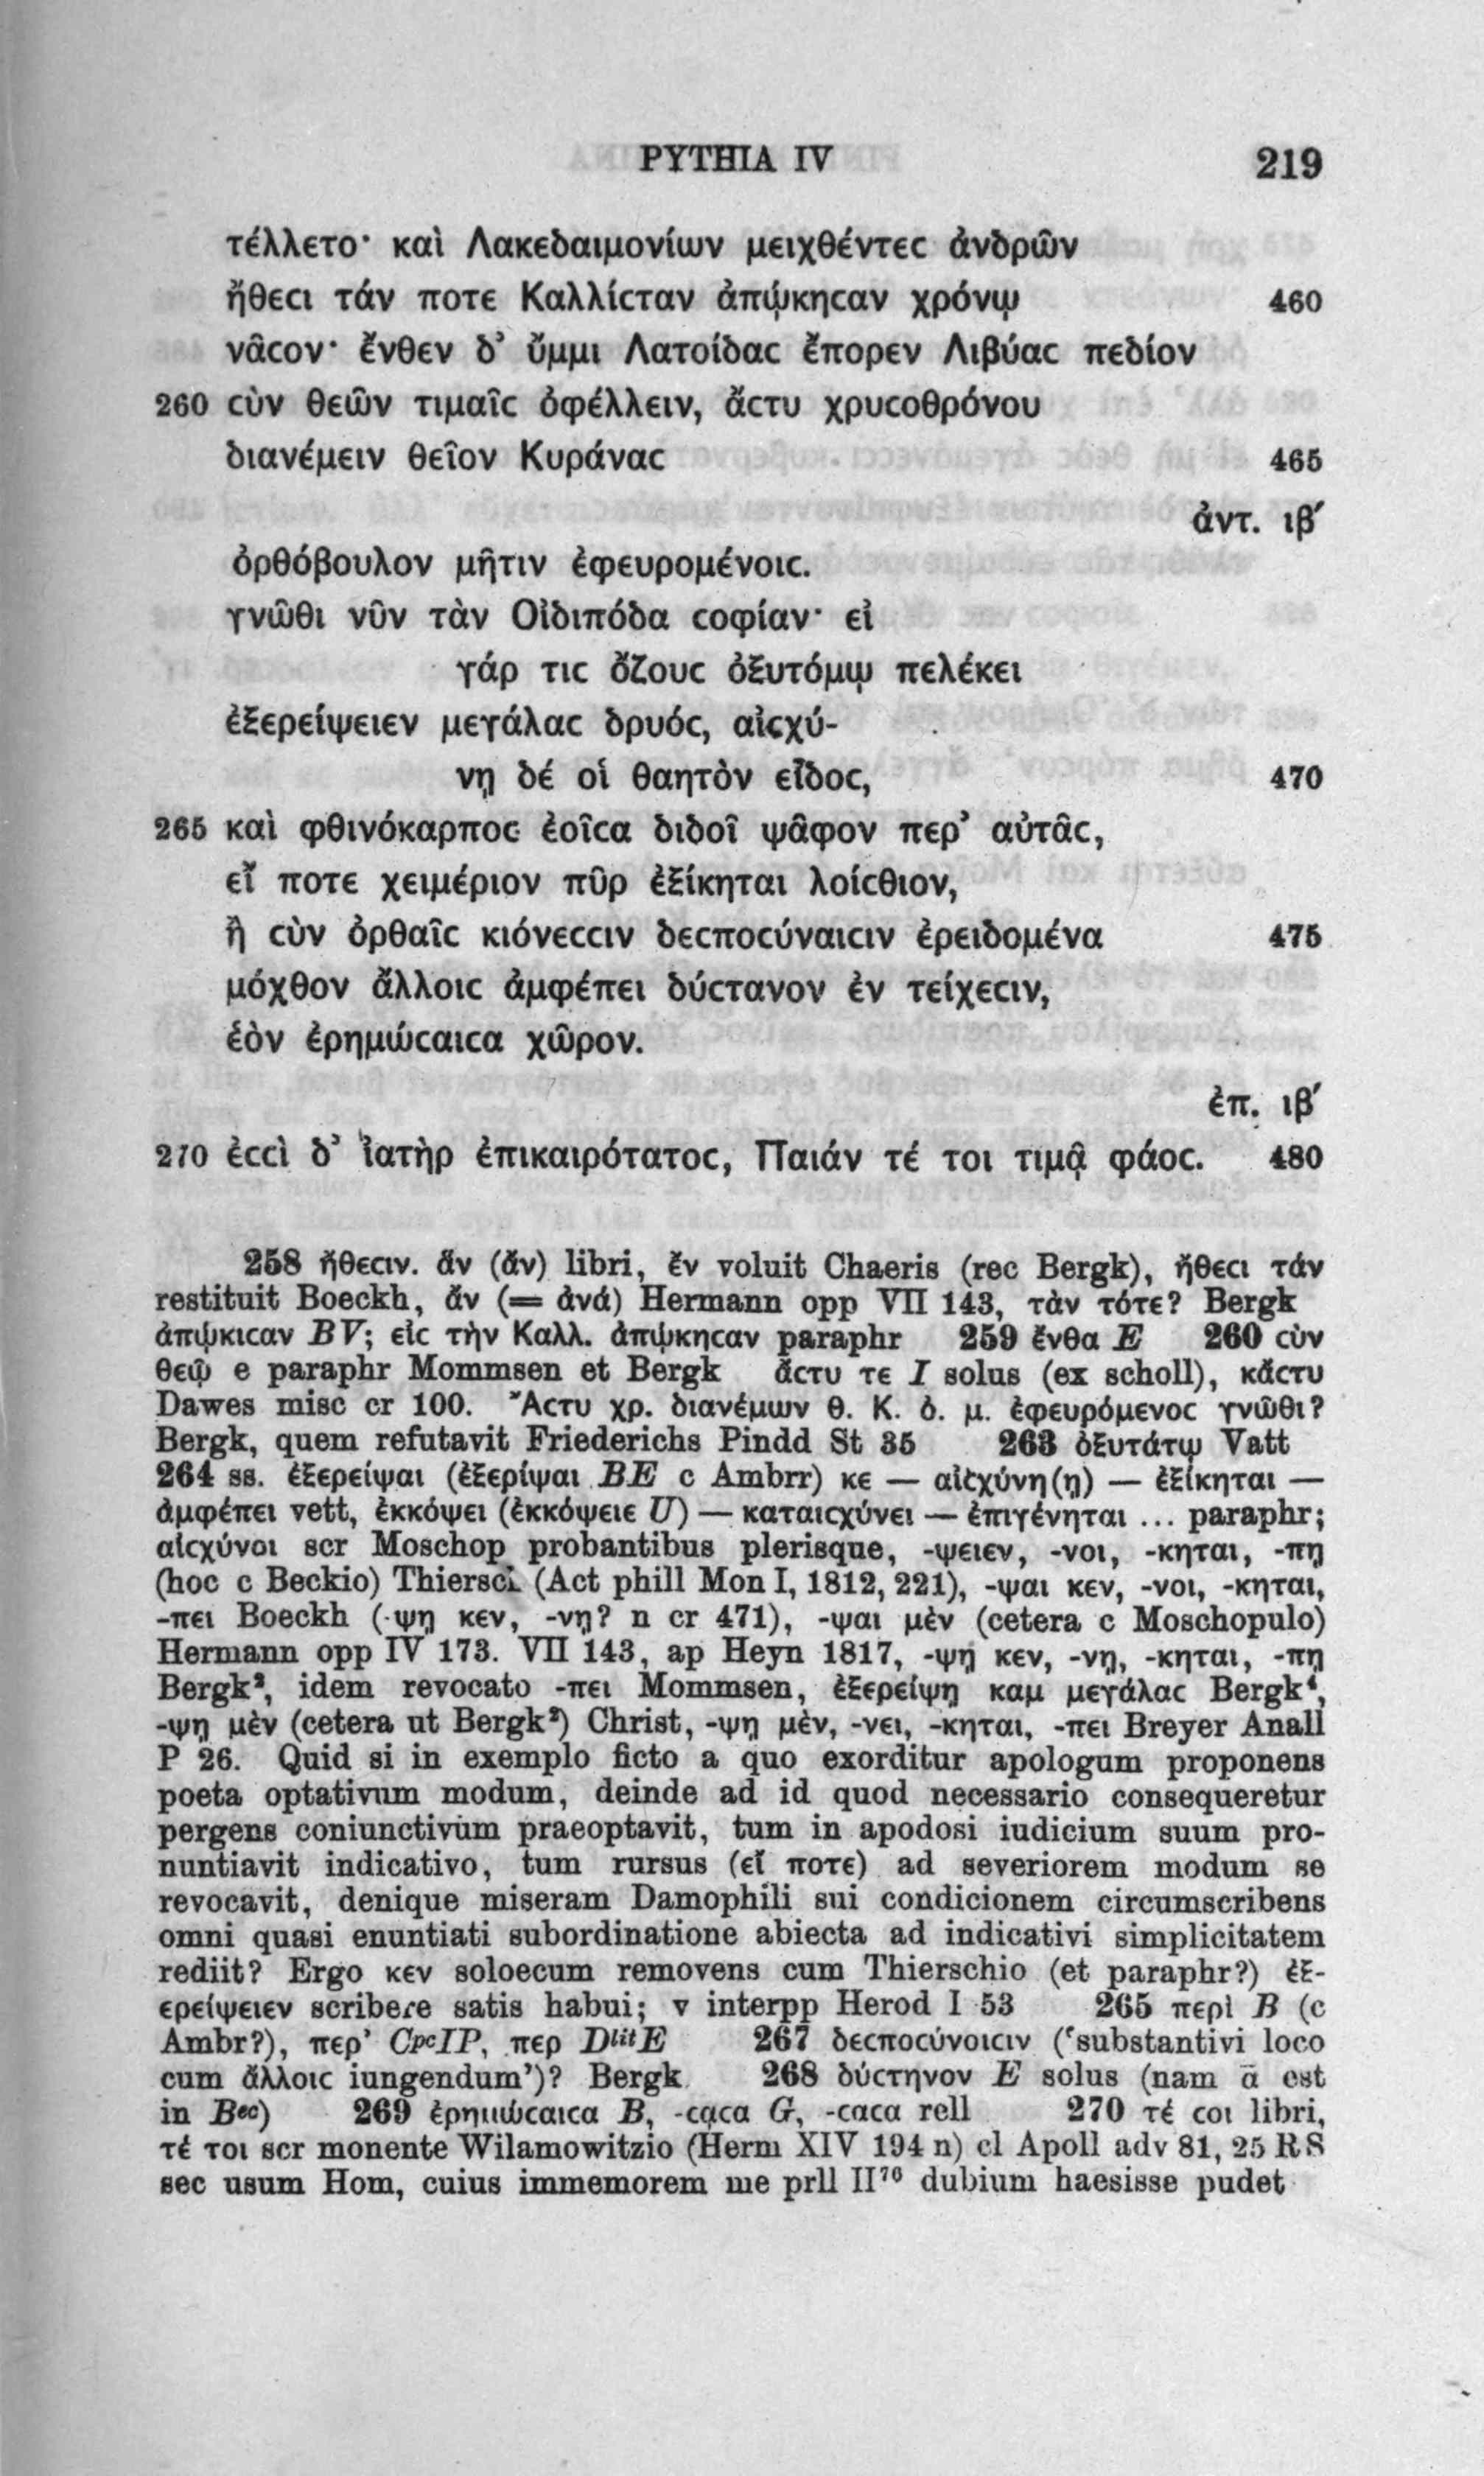 PYTHIA IV 219
τέλλετο· καὶ Λακεδαιμονίων μειχθέντεϲ ἀνδρῶν
ἤθεϲι τάν ποτε Καλλίϲταν ἀπῴκηϲαν χρόνῳ 460
νᾶϲον· ἔνθεν δ’ ὔμμι Λατοίδαϲ ἔπορεν Λιβύαϲ πεδίον
260 ϲὺν θεῶν τιμαῖϲ ὀφέλλειν, ἄϲτυ χρυϲοθρόνου
διανέμειν θεῖον Κυράναϲ 465
ἀντ. ιβ′
ὀρθόβουλον μῆτιν ἐφευρομένοιϲ.
γνῶθι νῦν τὰν Οἰδιπόδα ϲοφίαν· εἰ
γάρ τιϲ ὄζουϲ ὀξυτόμῳ πελέκει
ἐξερείψειεν μεγάλαϲ δρυόϲ, αἰϲχύ-
νῃ δέ οἱ θαητὸν εἶδοϲ, 470
265 καὶ φθινόκαρποϲ ἐοῖϲα διδοῖ ψᾶφον περ’ αὐτᾶϲ,
εἴ ποτε χειμέριον πῦρ ἐξίκηται λοίϲθιον,
ἢ ϲὺν ὀρθαῖϲ κιόνεϲϲιν δεϲποϲύναιϲιν ἐρειδομένα 475
μόχθον ἄλλοιϲ ἀμφέπει δύϲτανον ἐν τείχεϲιν,
ἑὸν ἐρημώϲαιϲα χῶρον.
ἐπ. ιβ′
270 ἐϲϲὶ δ’ ἰατὴρ ἐπικαιρότατοϲ, Παιάν τέ τοι τιμᾷ φάοϲ. 480
258 ἤθεϲιν. ἄν (ἂν) libri, ἔν voluit Chaeris (rec Bergk), ἤθεϲι τάν
restituit Boeckh, ἄν (= ἀνά) Hermann opp VII 143, τὰν τότε? Bergk
ἀπῴκιϲαν BV; εἰϲ τὴν Καλλ. ἀπῴκηϲαν paraphr 259 ἔνθα E 260 ϲὺν
θεῷ e paraphr Mommsen et Bergk ἄϲτυ τε I solus (ex scholl), κἄϲτυ
Dawes misc cr 100. Ἄϲτυ χρ. διανέμων θ. Κ. ὀ. μ. ἐφευρόμενοϲ γνῶθι?
Bergk, quem refutavit Friederichs Pindd St 35 263 ὀξυτάτῳ Vatt
264 ss. ἐξερείψαι (ἐξερίψαι BE c Ambrr) κε — αἰϲχύνη(ῃ) — ἐξίκηται —
ἀμφέπει vett, ἐκκόψει (ἐκκόψειε U) — καταιϲχύνει — ἐπιγένηται ... paraphr;
αἰϲχύνοι scr Moschop probantibus plerisque, -ψειεν, -νοι, -κηται, -πῃ
(hoc c Beckio) Thiersch (Act phill Mon I, 1812, 221), -ψαι κεν, -νοι, -κηται,
-πει Boeckh (-ψῃ κεν, -νῃ? n cr 471), -ψαι μὲν (cetera c Moschopulo)
Hermann opp IV 173. VII 143, ap Heyn 1817, -ψῃ κεν, -νῃ, -κηται, -πῃ
Bergk², idem revocato -πει Mommsen, ἐξερείψῃ καμ μεγάλαϲ Bergk⁴,
-ψῃ μὲν (cetera ut Bergk²) Christ, -ψῃ μὲν, -νει, -κηται, -πει Breyer Anall
P 26. Quid si in exemplo ficto a quo exorditur apologum proponens
poeta optativum modum, deinde ad id quod necessario consequeretur
pergens coniunctivum praeoptavit, tum in apodosi iudicium suum pro-
nuntiavit indicativo, tum rursus (εἴ ποτε) ad severiorem modum se
revocavit, denique miseram Damophili sui condicionem circumscribens
omni quasi enuntiati subordinatione abiecta ad indicativi simplicitatem
rediit? Ergo κεν soloecum removens cum Thierschio (et paraphr?) ἐξ-
ερείψειεν scribere satis habui; v interpp Herod I 53 265 περὶ B (c
Ambr?), περ’ CpcIP, περ DlitE 267 δεϲποϲύνοιϲιν (‘substantivi loco
cum ἄλλοιϲ iungendum’)? Bergk 268 δύϲτηνον E solus (nam ᾱ est
in Bec) 269 ἐρημώϲαιϲα B, -ϲᾳϲα G, -ϲαϲα rell 270 τέ ϲοι libri,
τέ τοι scr monente Wilamowitzio (Herm XIV 194 n) cl Apoll adv 81, 25 RS
sec usum Hom, cuius immemorem me prll II⁷⁰ dubium haesisse pudet